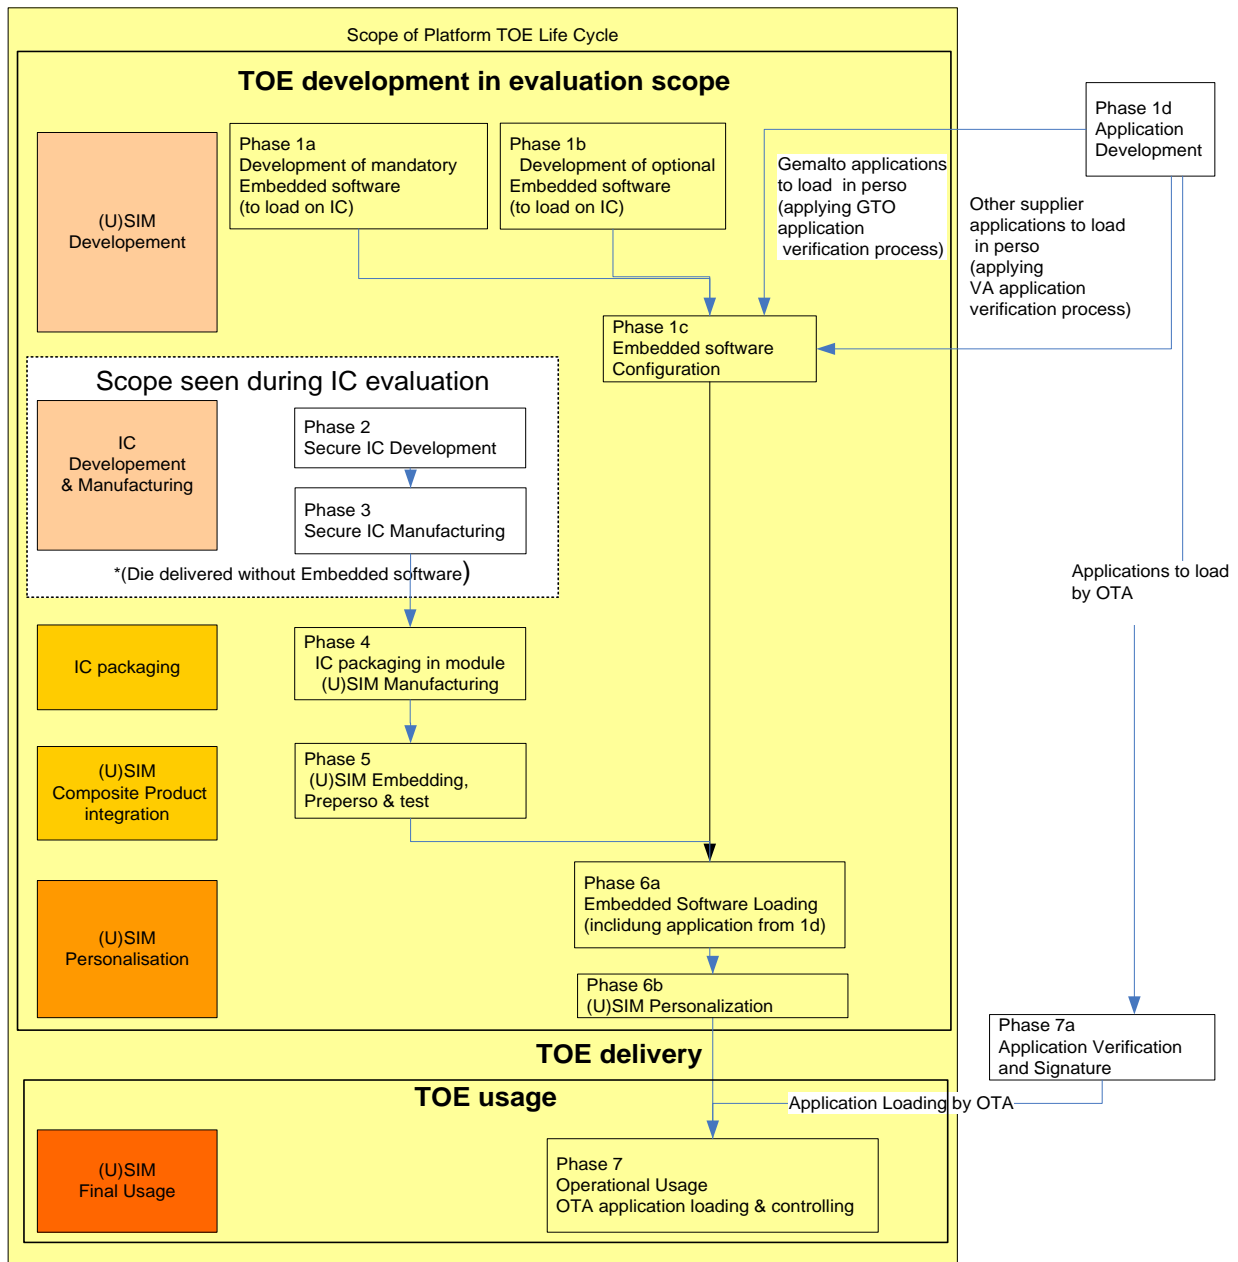 Scope of Platform TOE Life Cycle
TOE development in evaluation scope
(U)SIM
Developement
Phase 1a
Development of mandatory
Embedded software
(to load on IC)
Phase 1b
Development of optional
Embedded software
(to load on IC)
Gemalto applications
to load in perso
(applying GTO
application
verification process)
Phase 1d
Application
Development
Other supplier
applications to load
in perso
(applying
VA application
verification process)
Phase 1c
Embedded software
Configuration
Scope seen during IC evaluation
IC
Developement
& Manufacturing
Phase 2
Secure IC Development
Phase 3
Secure IC Manufacturing
*(Die delivered without Embedded software)
Applications to load
by OTA
IC packaging
Phase 4
IC packaging in module
(U)SIM Manufacturing
(U)SIM
Composite Product
integration
Phase 5
(U)SIM Embedding,
Preperso & test
(U)SIM
Personalisation
Phase 6a
Embedded Software Loading
(inclidung application from 1d)
Phase 6b
(U)SIM Personalization
Phase 7a
Application Verification
and Signature
TOE delivery
TOE usage
Application Loading by OTA
(U)SIM
Final Usage
Phase 7
Operational Usage
OTA application loading & controlling